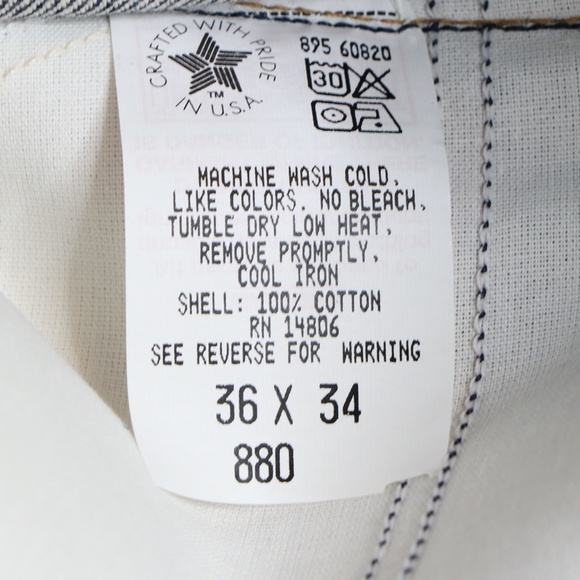 CRAFTED WITH PRIDE
™
IN U.S.A.
895 60820
30
MACHINE WASH COLD,
LIKE COLORS. NO BLEACH,
TUMBLE DRY LOW HEAT,
REMOVE PROMPTLY,
COOL IRON
SHELL: 100% COTTON
RN 14806
SEE REVERSE FOR WARNING
36 X 34
880